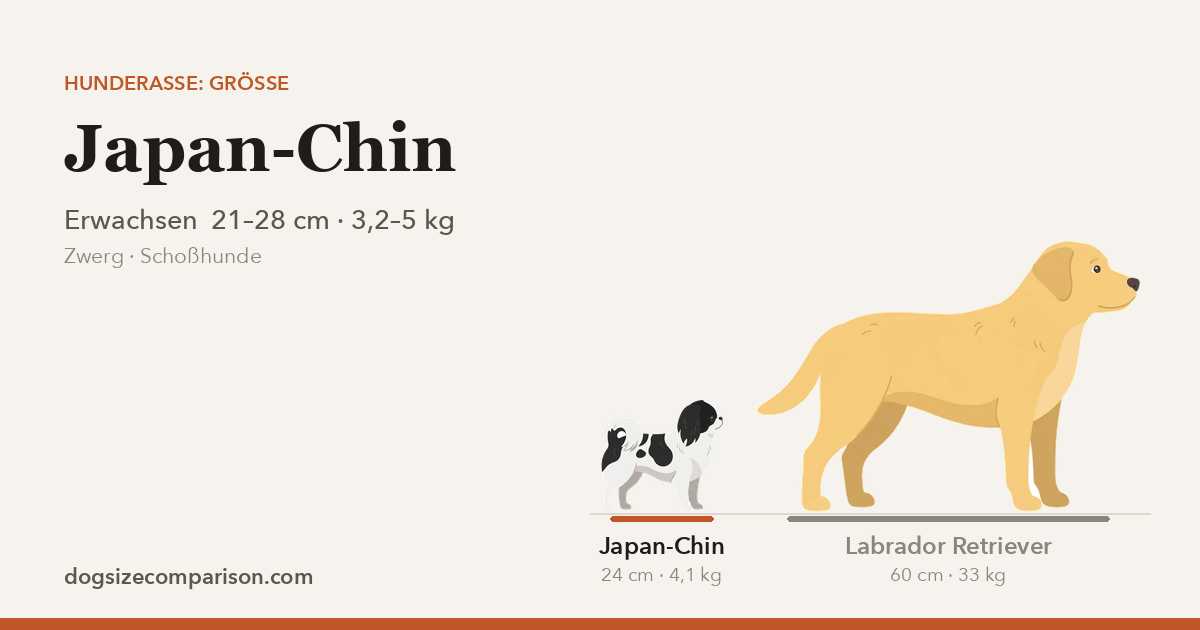 HUNDERASSE: GRÖSSE
Japan-Chin
Erwachsen 21–28 cm · 3,2–5 kg
Zwerg · Schoßhunde
Japan-Chin
24 cm · 4,1 kg
Labrador Retriever
60 cm · 33 kg
dogsizecomparison.com